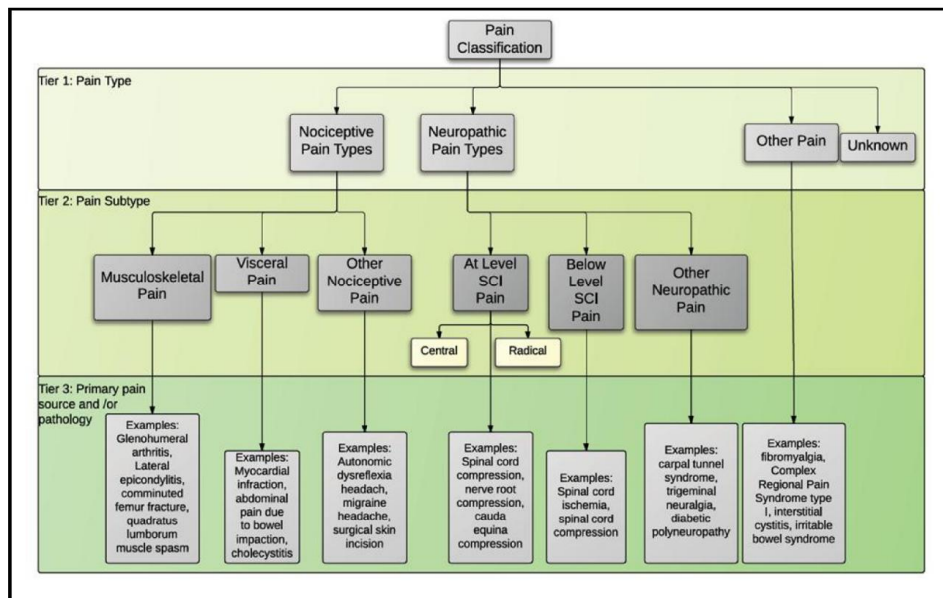 Pain
Classification
Tier 1: Pain Type
Nociceptive
Pain Types
Neuropathic
Pain Types
Other Pain
Unknown
Tier 2: Pain Subtype
Musculoskeletal
Pain
Visceral
Pain
Other
Nociceptive
Pain
At Level
SCI
Pain
Below
Level
SCI
Pain
Other
Neuropathic
Pain
Central
Radical
Tier 3: Primary pain
source and /or
pathology
Examples:
Glenohumeral
arthritis,
Lateral
epicondylitis,
comminuted
femur fracture,
quadratus
lumborum
muscle spasm
Examples:
Myocardial
infraction,
abdominal
pain due to
bowel
impaction,
cholecystitis
Examples:
Autonomic
dysreflexia
headach,
migraine
headache,
surgical skin
incision
Examples:
Spinal cord
compression,
nerve root
compression,
cauda
equina
compression
Examples:
Spinal cord
ischemia,
spinal cord
compression
Examples:
carpal tunnel
syndrome,
trigeminal
neuralgia,
diabetic
polyneuropathy
Examples:
fibromyalgia,
Complex
Regional Pain
Syndrome type
I, interstitial
cystitis, irritable
bowel syndrome